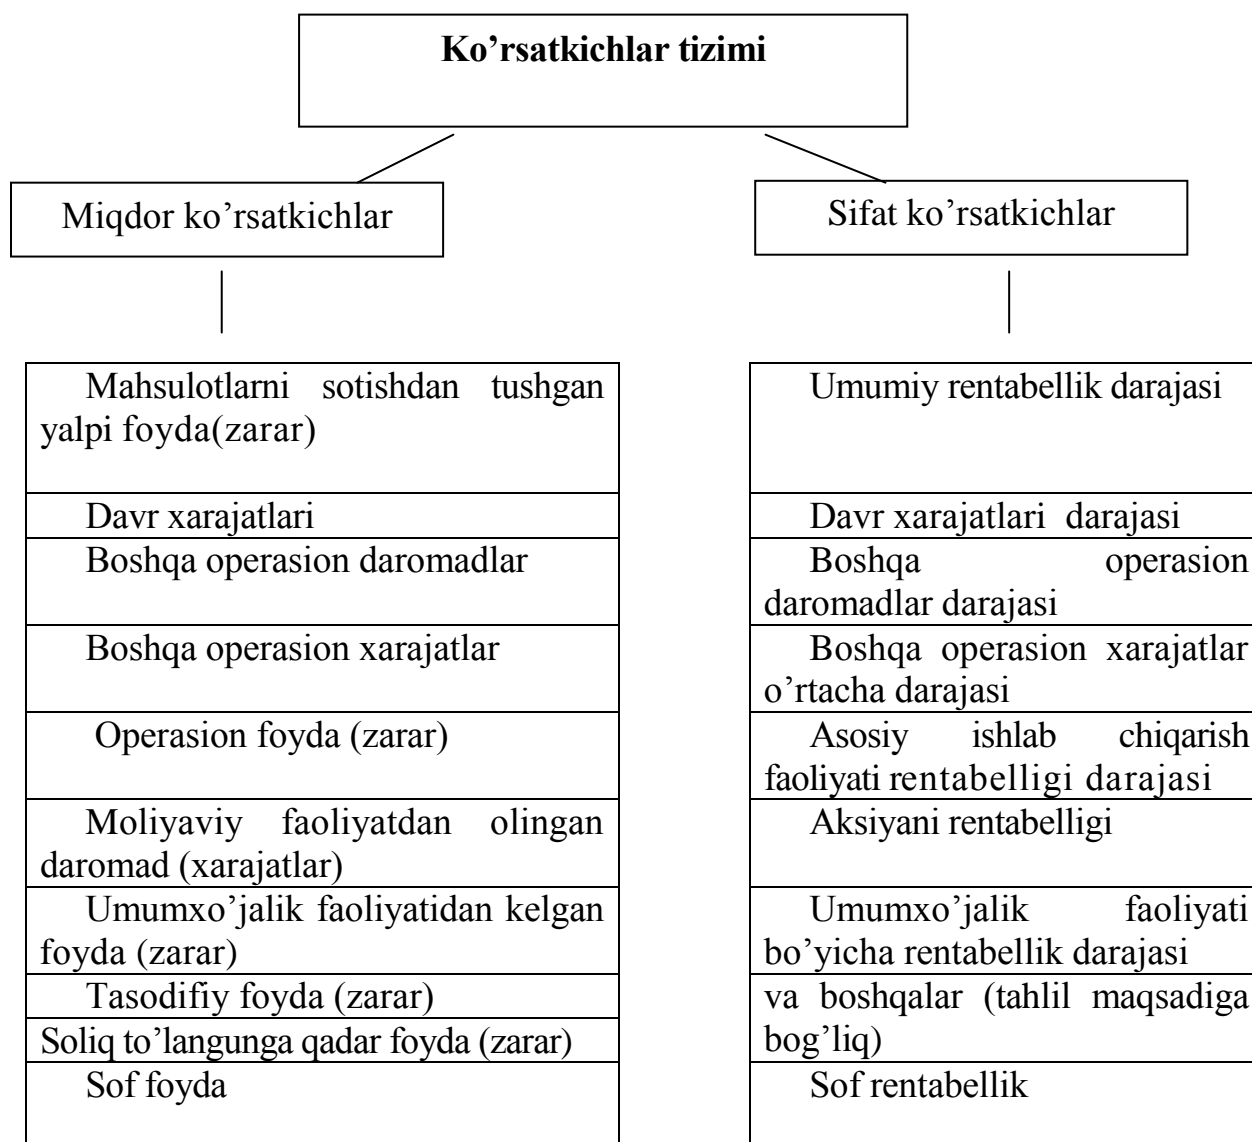 Ko’rsatkichlar tizimi
Miqdor ko’rsatkichlar
Sifat ko’rsatkichlar
Mahsulotlarni sotishdan tushgan
yalpi foyda(zarar)
Davr xarajatlari
Boshqa operasion daromadlar
Boshqa operasion xarajatlar
Operasion foyda (zarar)
Moliyaviy faoliyatdan olingan
daromad (xarajatlar)
Umumxo’jalik faoliyatidan kelgan
foyda (zarar)
Tasodifiy foyda (zarar)
Soliq to’langunga qadar foyda (zarar)
Sof foyda
Umumiy rentabellik darajasi
Davr xarajatlari darajasi
Boshqa operasion
daromadlar darajasi
Boshqa operasion xarajatlar
o’rtacha darajasi
Asosiy ishlab chiqarish
faoliyati rentabelligi darajasi
Aksiyani rentabelligi
Umumxo’jalik faoliyati
bo’yicha rentabellik darajasi
va boshqalar (tahlil maqsadiga
bog’liq)
Sof rentabellik